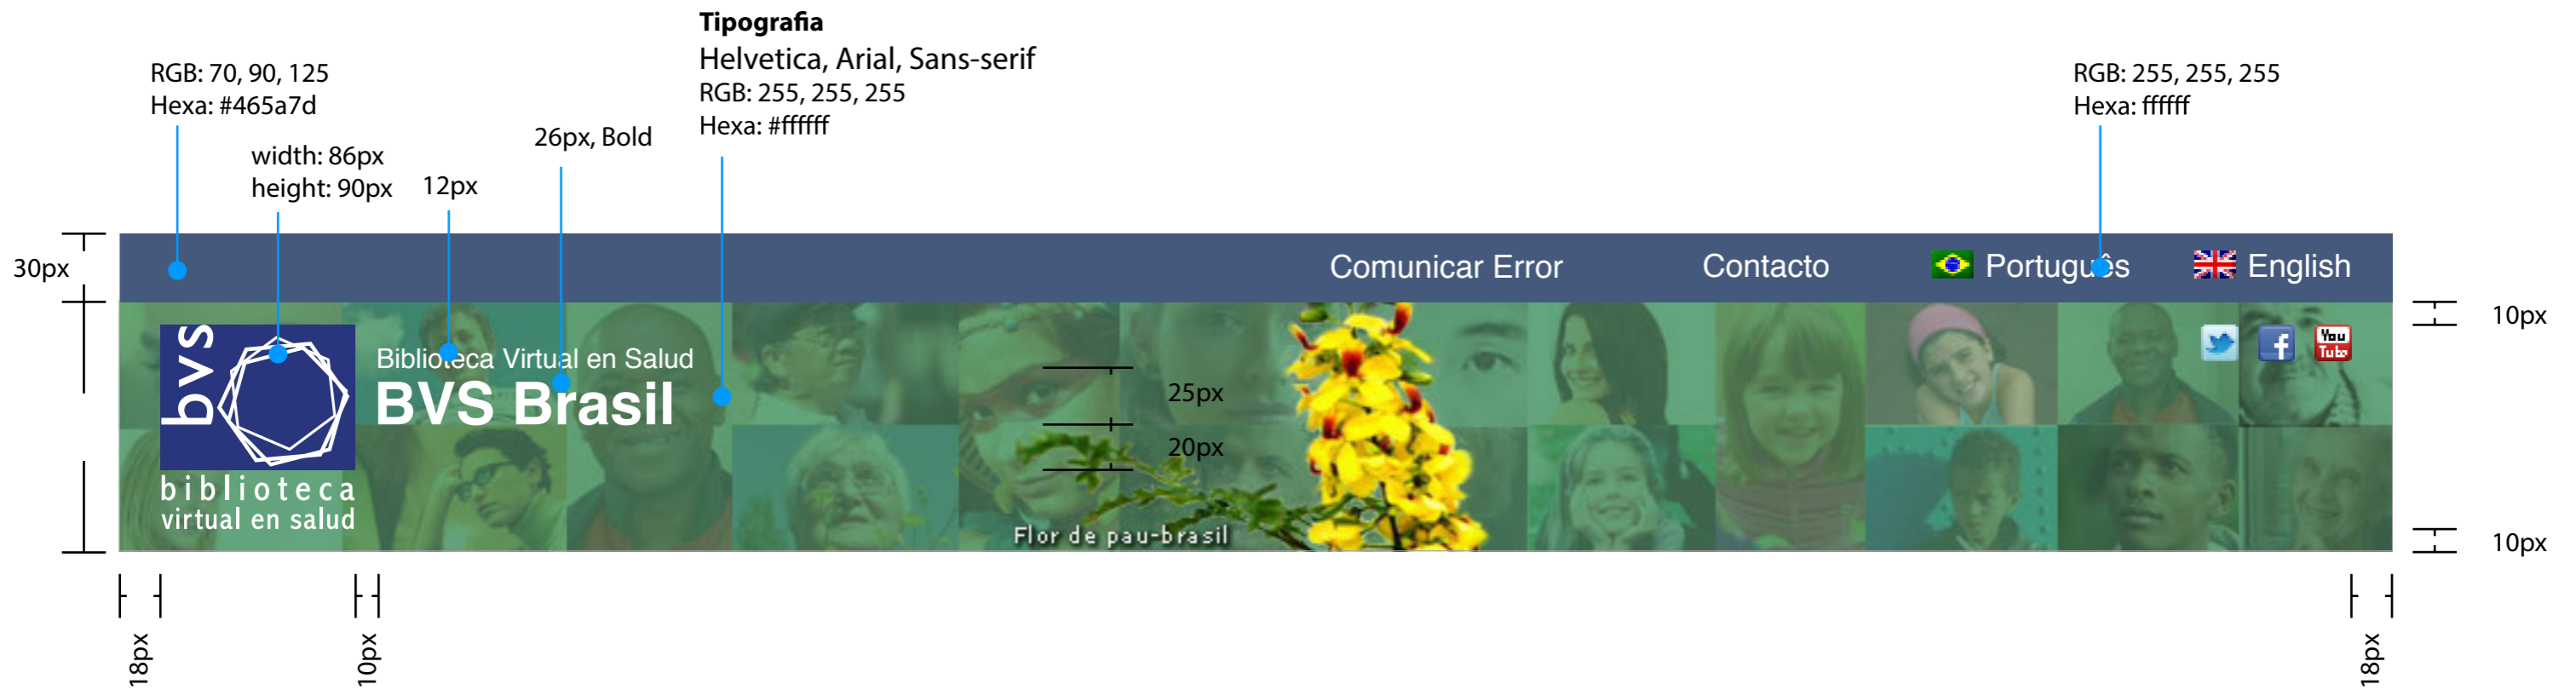 Tipografia
Helvetica, Arial, Sans-serif
RGB: 255, 255, 255
Hexa: #ffffff
RGB: 70, 90, 125
Hexa: #465a7d
RGB: 255, 255, 255
Hexa: ffffff
26px, Bold
width: 86px
height: 90px
12px
30px
Comunicar Error
Contacto
Português
English
10px
You
Tube
bvs
Biblioteca Virtual en Salud
BVS Brasil
25px
20px
biblioteca
virtual en salud
Flor de pau-brasil
10px
18px
10px
18px